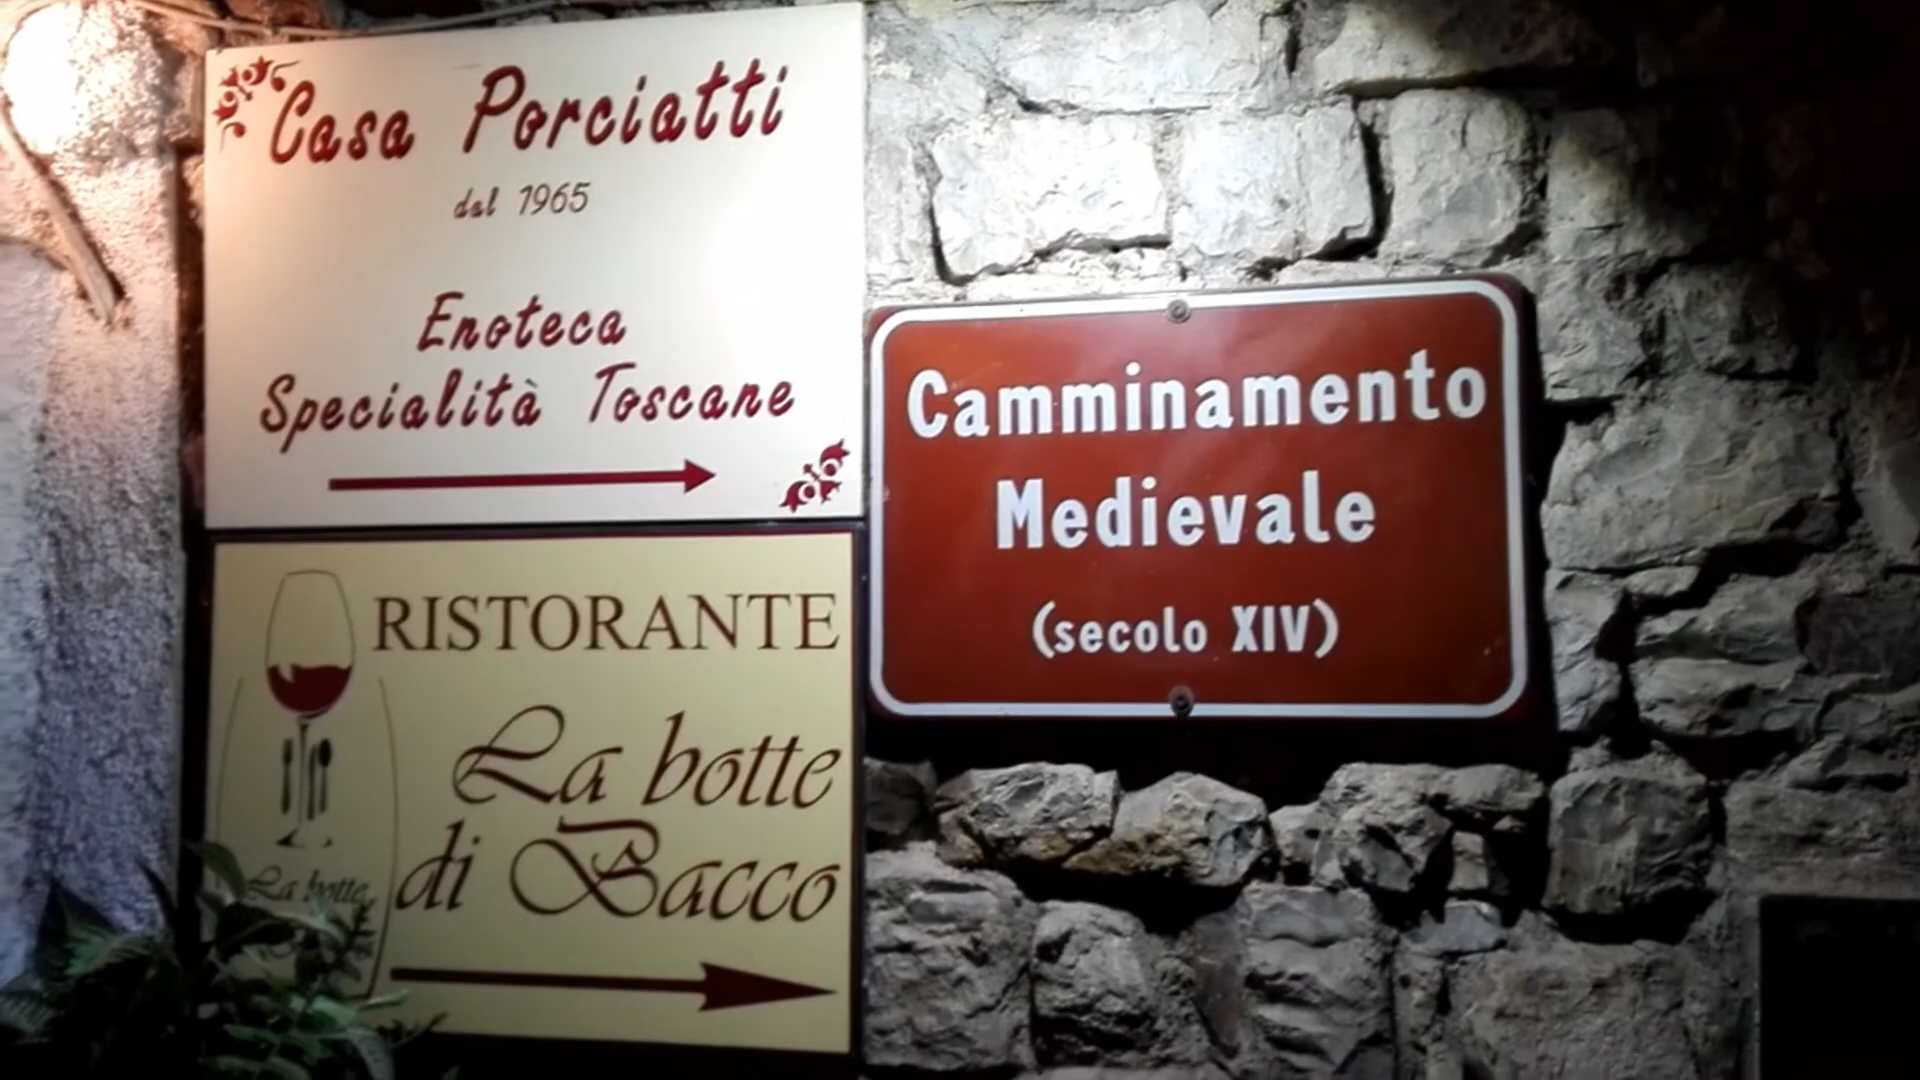 Casa Porciatti
dal 1965
Enoteca
Specialità Toscane
RISTORANTE
La botte
di Bacco
La botte
Camminamento
Medievale
(secolo XIV)